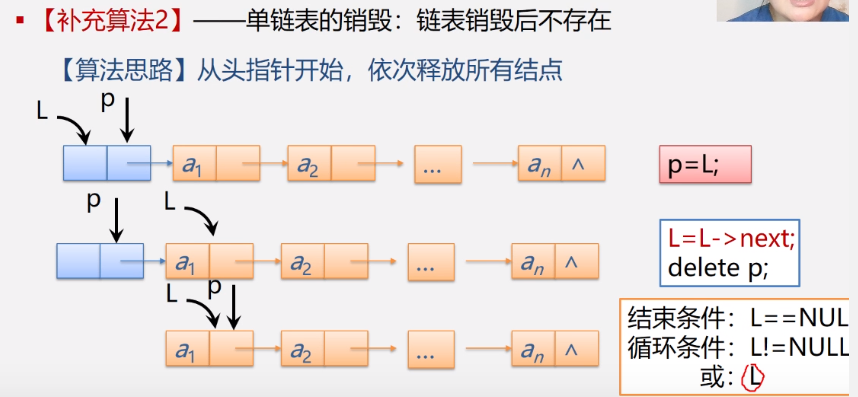 ▪ 【补充算法2】——单链表的销毁：链表销毁后不存在
【算法思路】从头指针开始，依次释放所有结点
L p
a1 a2 ... an ∧ p=L;
p L
a1 a2 ... an ∧ L=L->next;
delete p;
L p
a1 a2 ... an ∧
结束条件：L==NUL
循环条件：L!=NULL
或：L